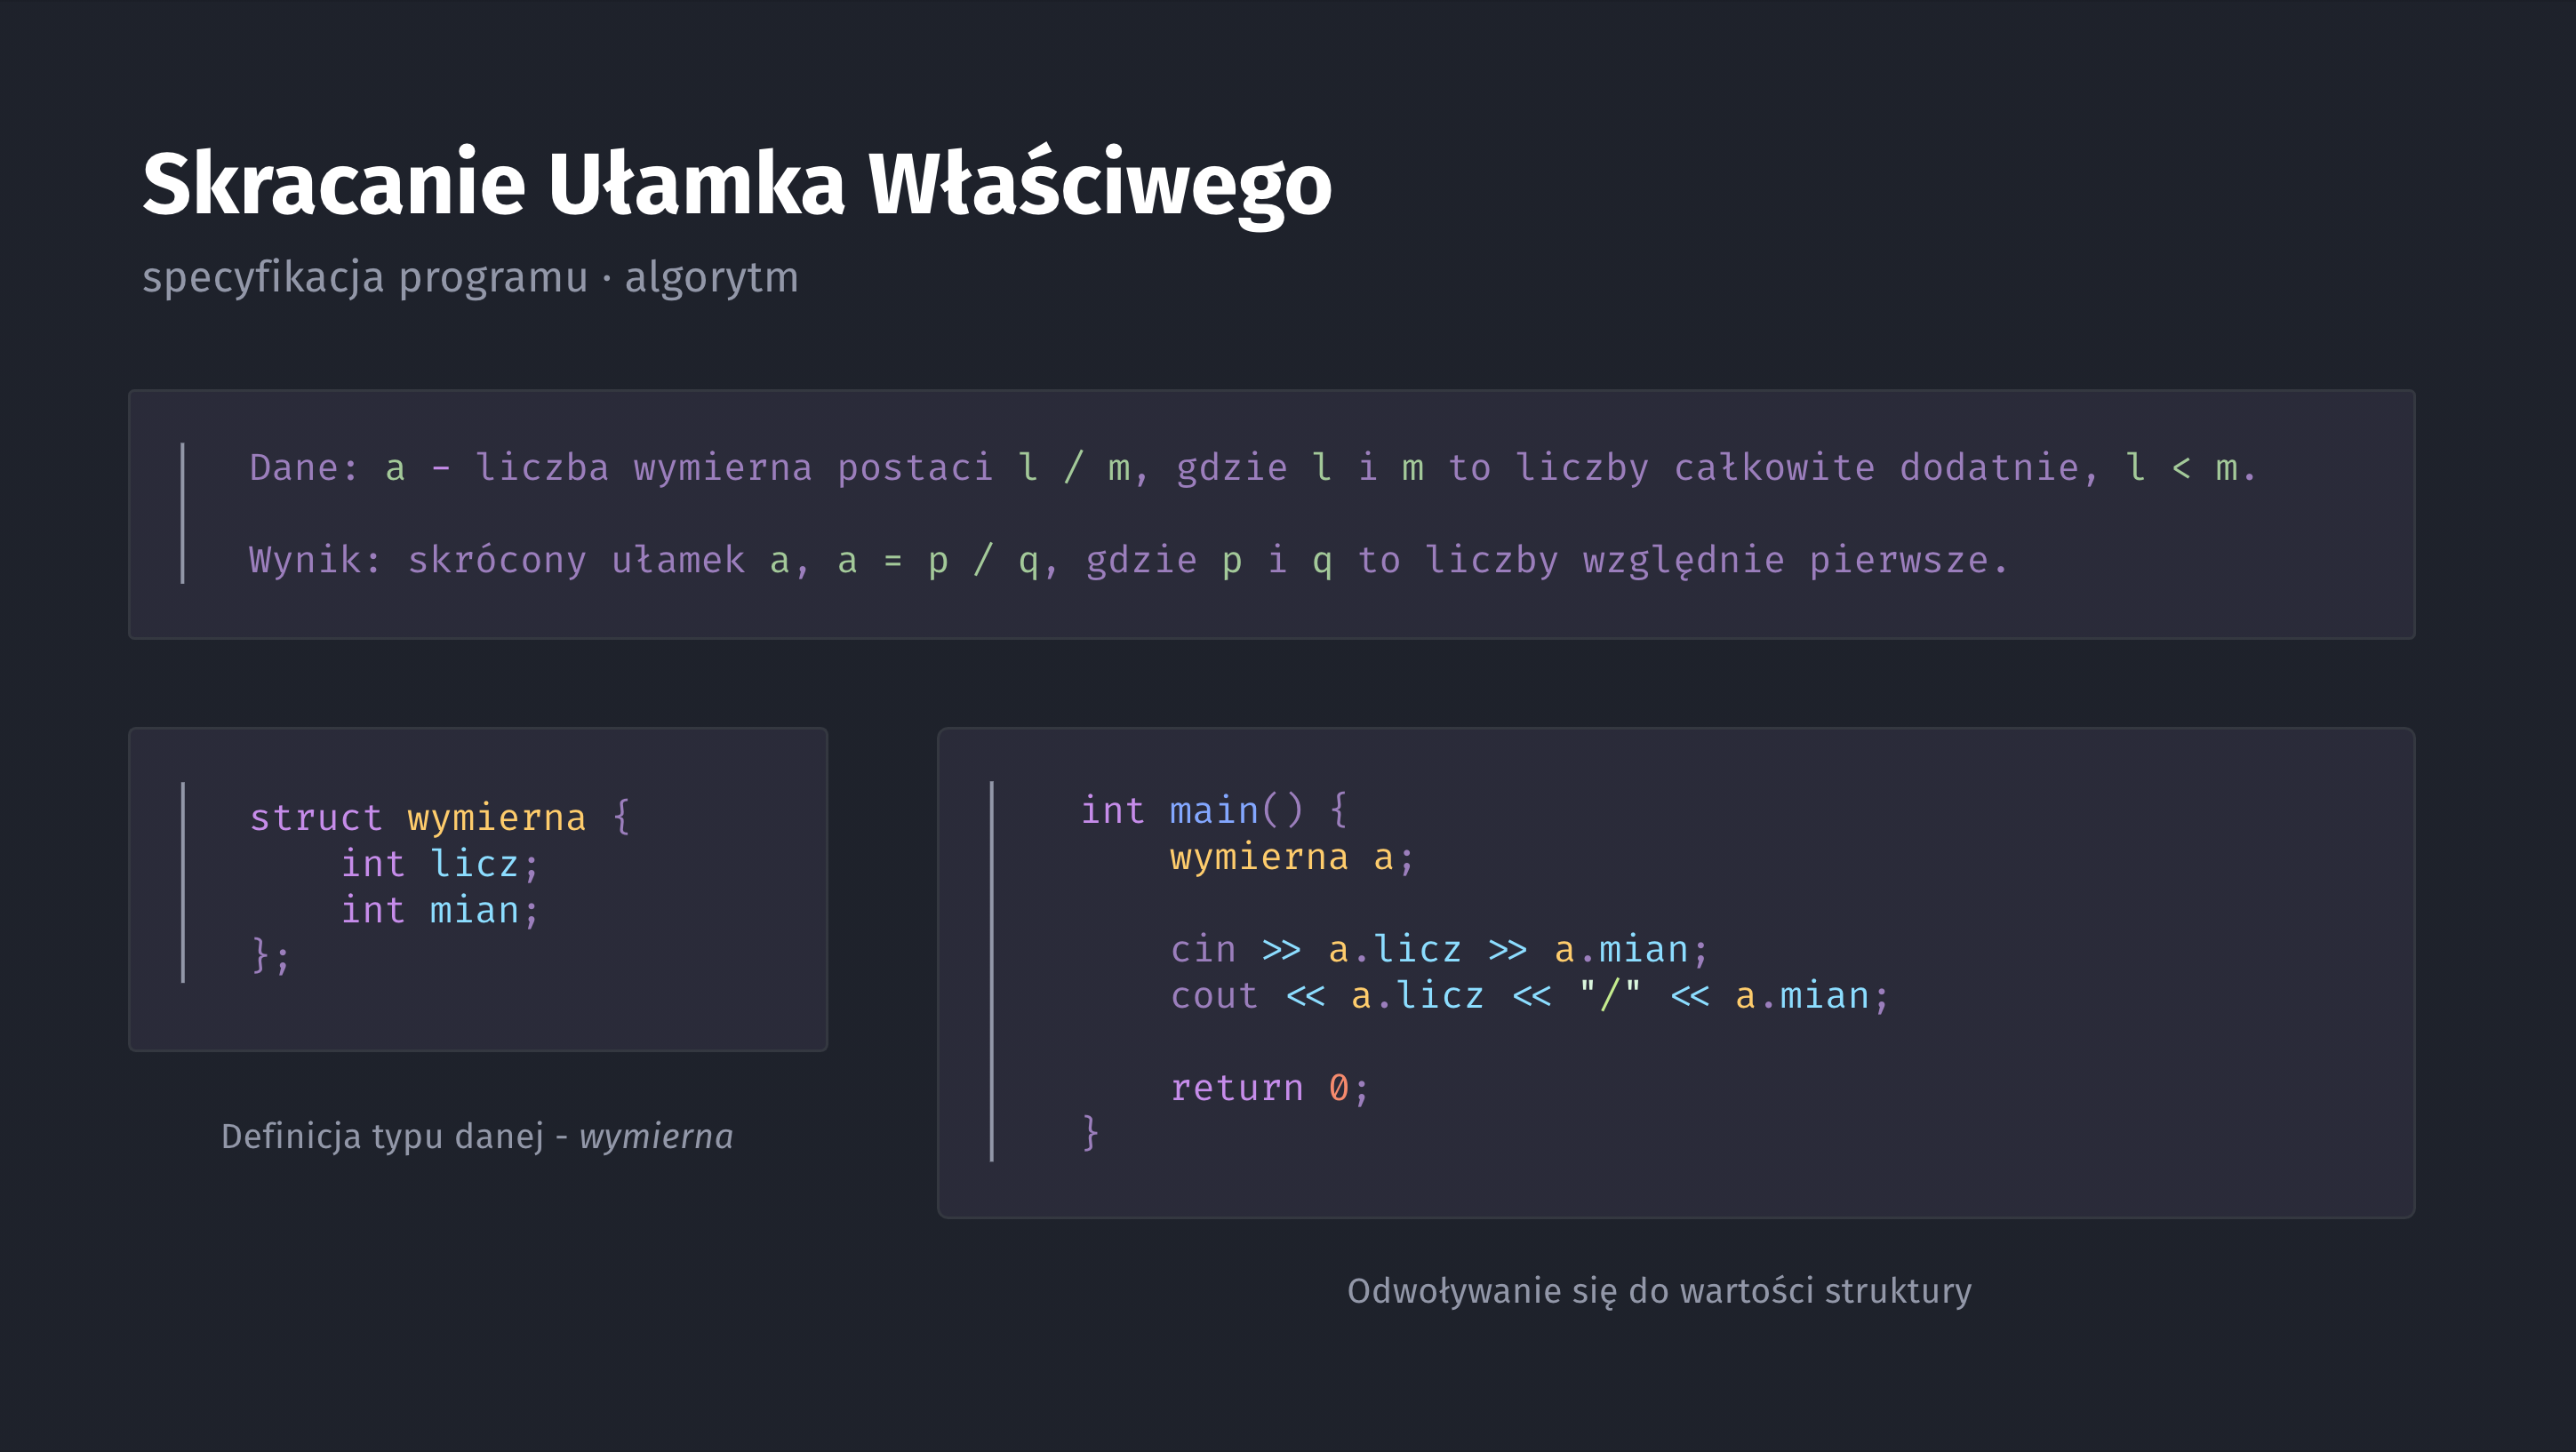 Skracanie Ułamka Właściwego
specyfikacja programu · algorytm
Dane: a - liczba wymierna postaci l / m, gdzie l i m to liczby całkowite dodatnie, l < m.
Wynik: skrócony ułamek a, a = p / q, gdzie p i q to liczby względnie pierwsze.
struct wymierna {
    int licz;
    int mian;
};
Definicja typu danej - wymierna
int main() {
    wymierna a;
    cin >> a.licz >> a.mian;
    cout << a.licz << "/" << a.mian;
    return 0;
}
Odwoływanie się do wartości struktury